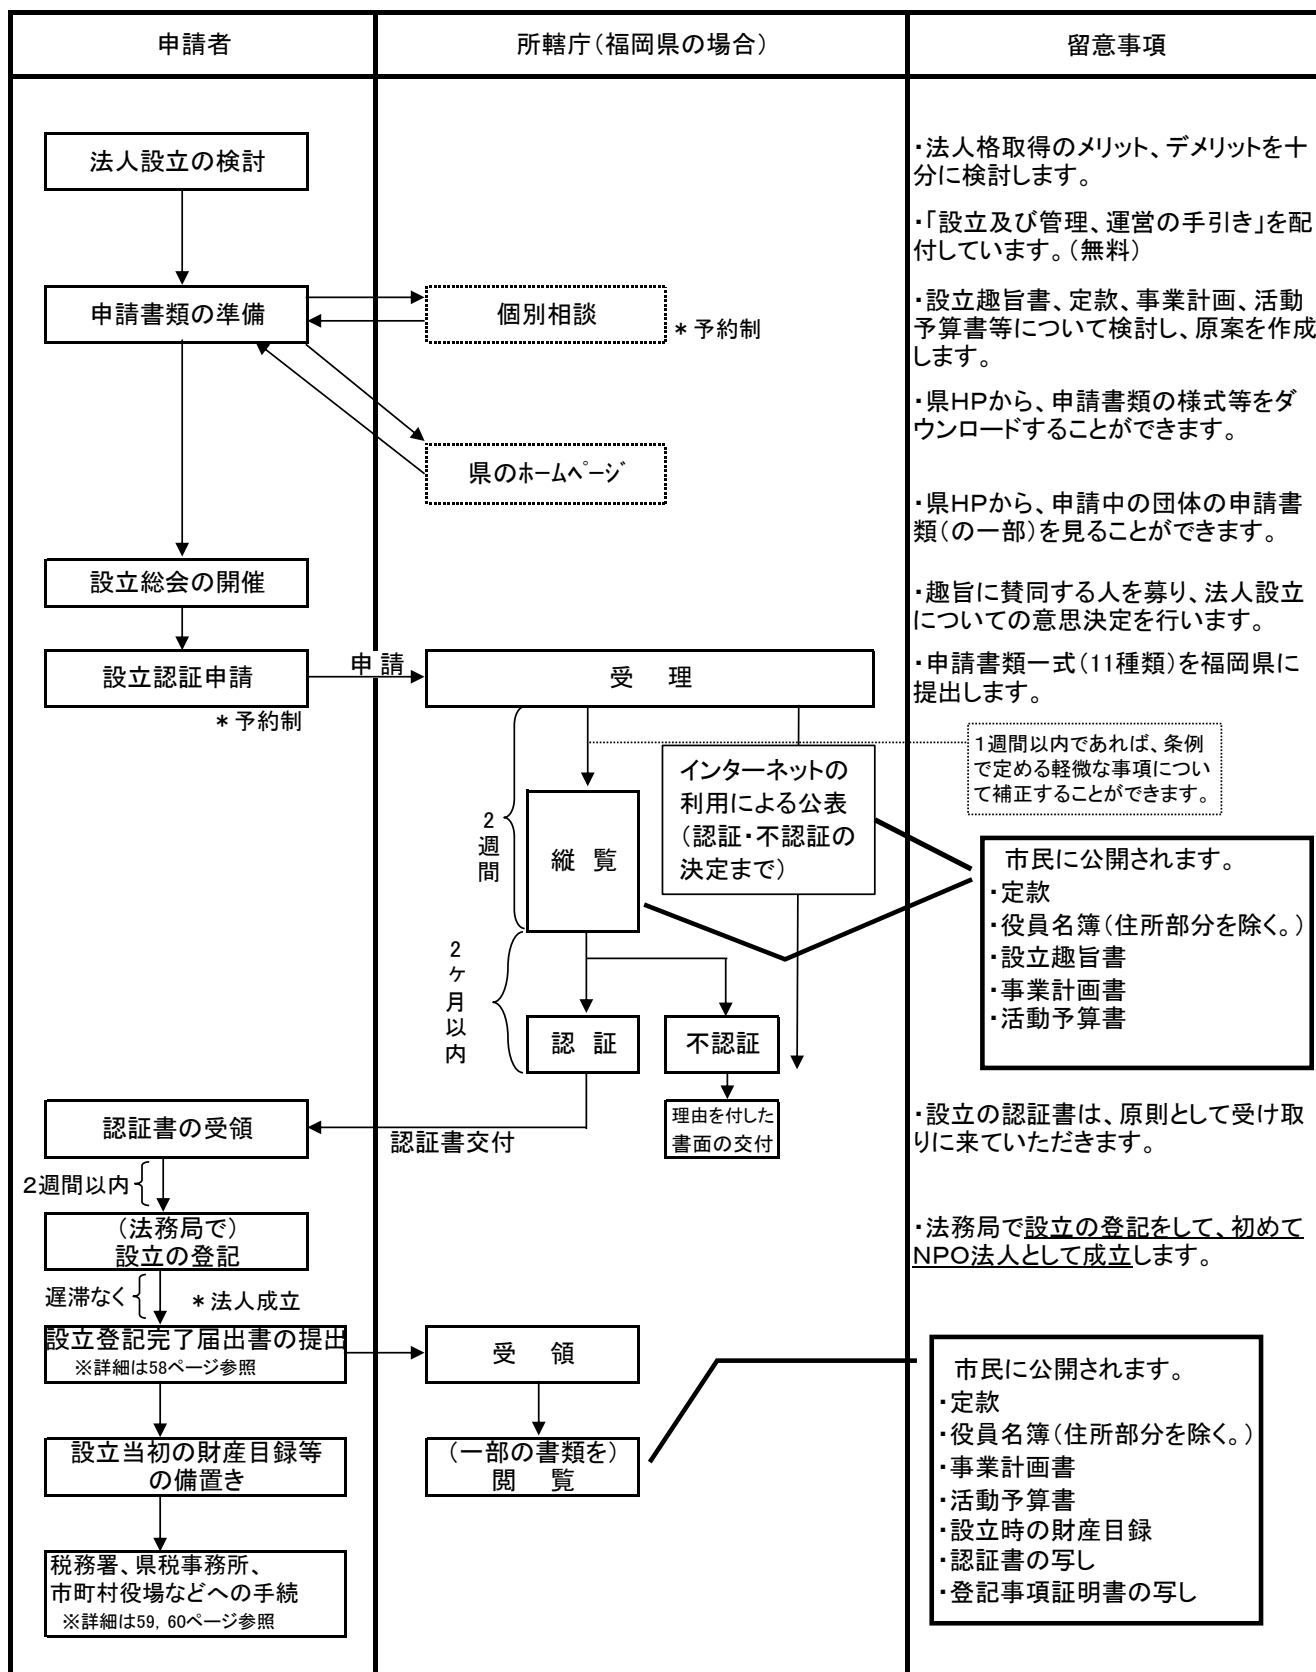 申請者
所轄庁（福岡県の場合）
留意事項
法人設立の検討
・法人格取得のメリット、デメリットを十
分に検討します。
・「設立及び管理、運営の手引き」を配
付しています。（無料）
申請書類の準備
個別相談
＊予約制
・設立趣旨書、定款、事業計画、活動
予算書等について検討し、原案を作成
します。
・県HPから、申請書類の様式等をダ
ウンロードすることができます。
県のホームページ
・県HPから、申請中の団体の申請書
類（の一部）を見ることができます。
設立総会の開催
・趣旨に賛同する人を募り、法人設立
についての意思決定を行います。
設立認証申請
＊予約制
申 請
受　理
・申請書類一式（11種類）を福岡県に
提出します。
1週間以内であれば、条例
で定める軽微な事項につい
て補正することができます。
2週間
縦 覧
インターネットの
利用による公表
（認証・不認証の
決定まで）
市民に公開されます。
・定款
・役員名簿（住所部分を除く。）
・設立趣旨書
・事業計画書
・活動予算書
2ヶ月以内
認 証
不認証
理由を付した
書面の交付
認証書の受領
認証書交付
・設立の認証書は、原則として受け取
りに来ていただきます。
2週間以内
（法務局で）
設立の登記
・法務局で設立の登記をして、初めて
NPO法人として成立します。
遅滞なく
＊法人成立
設立登記完了届出書の提出
※詳細は58ページ参照
受　領
設立当初の財産目録等
の備置き
（一部の書類を）
閲　覧
市民に公開されます。
・定款
・役員名簿（住所部分を除く。）
・事業計画書
・活動予算書
・設立時の財産目録
・認証書の写し
・登記事項証明書の写し
税務署、県税事務所、
市町村役場などへの手続
※詳細は59, 60ページ参照